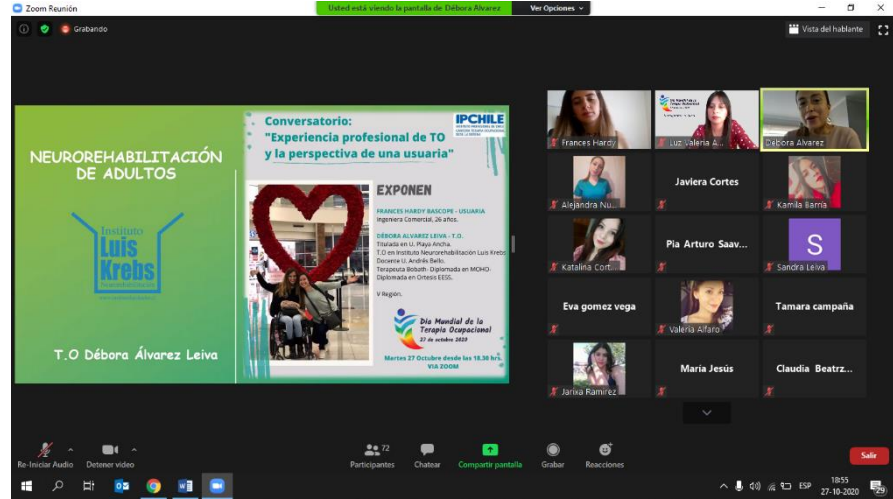 Zoom Reunión
Usted está viendo la pantalla de Débora Alvarez
Ver Opciones
Grabando
Vista del hablante
NEUROREHABILITACIÓN
DE ADULTOS
Instituto
Luis
Krebs
T.O Débora Álvarez Leiva
Conversatorio:
"Experiencia profesional de TO
y la perspectiva de una usuaria"
IPCHILE
EXPONEN
FRANCES HARDY BASCOPE - USUARIA
Ingeniera Comercial, 26 años.
DÉBORA ALVAREZ LEIVA - T.O.
Titulada en U. Playa Ancha.
T.O en Instituto Neurorehabilitación Luis Krebs
Docente U. Andrés Bello.
Terapeuta Bobath- Diplomada en MOHO-
Diplomada en Ortesis EESS.
V Región.
Día Mundial de la
Terapia Ocupacional
27 de octubre 2020
Martes 27 Octubre desde las 18.30 hrs.
VIA ZOOM
Frances Hardy
Luz Valeria A...
Débora Alvarez
Alejandra Nu...
Javiera Cortes
Kamila Barría
Katalina Cort...
Pia Arturo Saav...
S
Sandra Leiva
Eva gomez vega
Valeria Alfaro
Tamara campaña
Jarixa Ramirez
María Jesús
Claudia Beatrz...
Re-Iniciar Audio
Detener video
Participantes
72
Chatear
Compartir pantalla
Grabar
Reacciones
Salir
ESP
18:55
27-10-2020
29